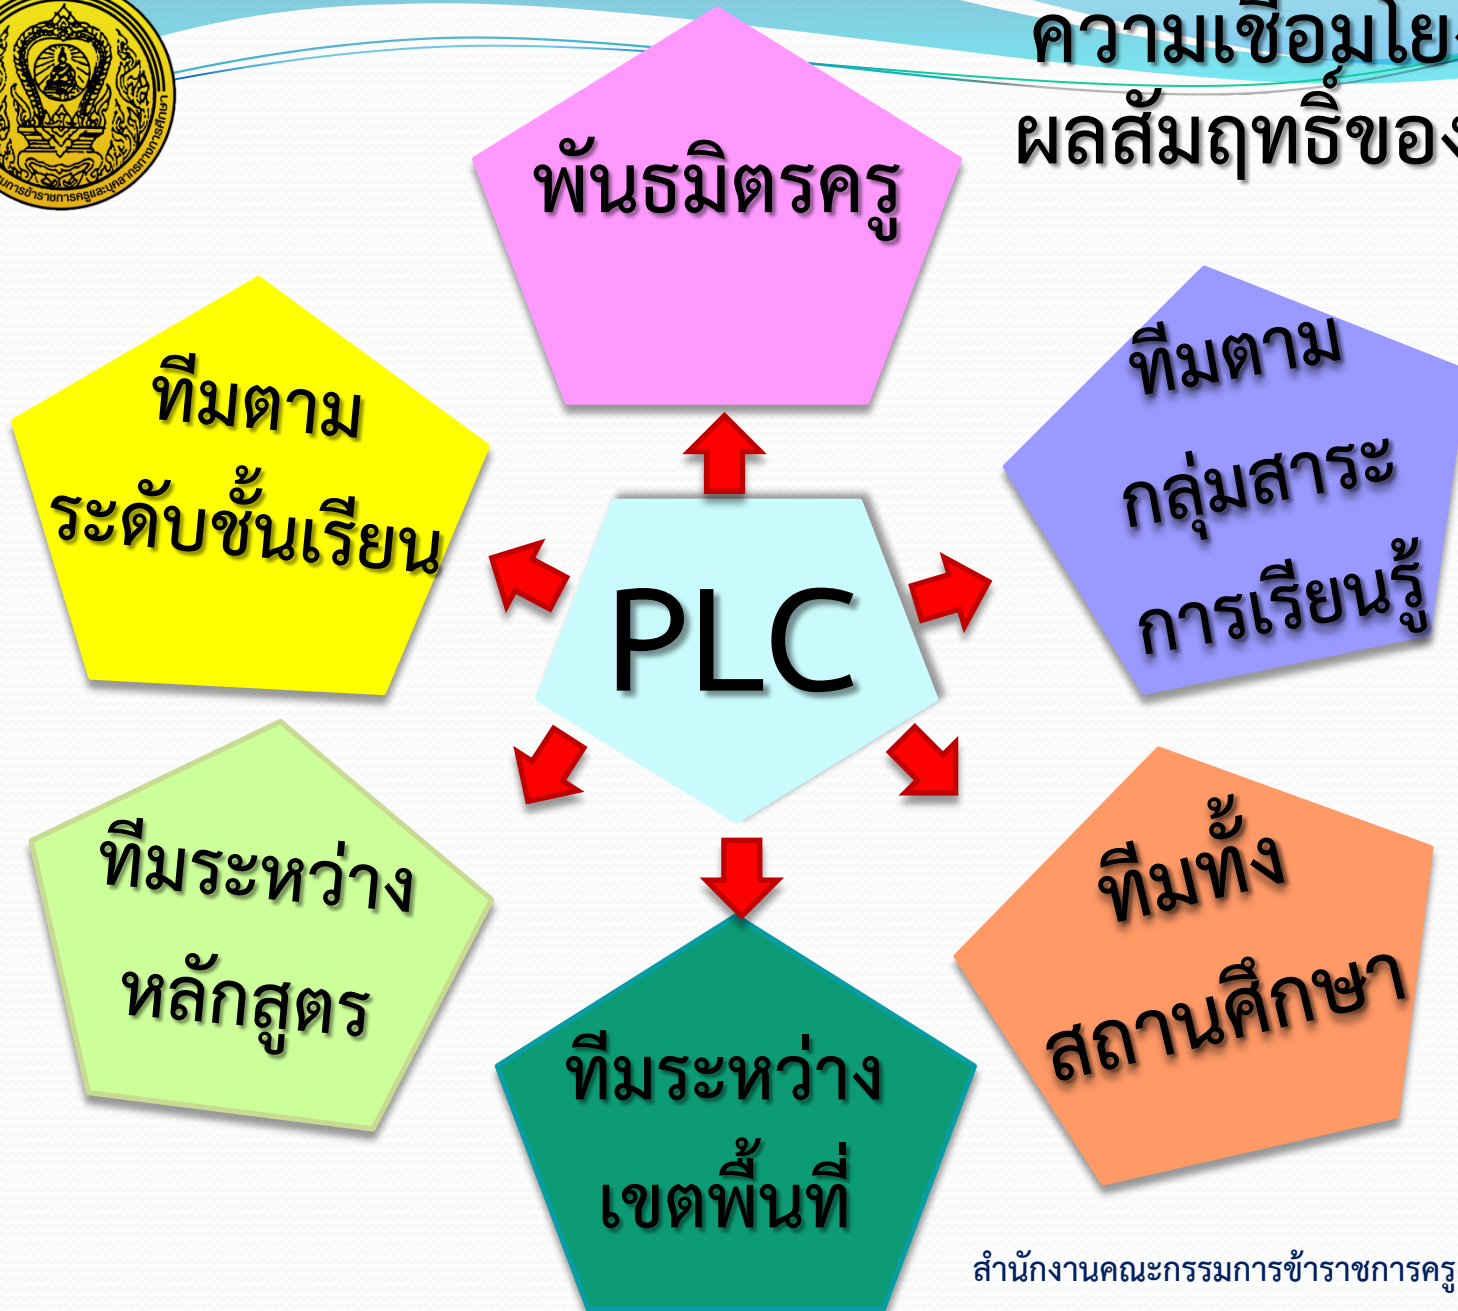 ความเชื่อมโยง
ผลสัมฤทธิ์ของ
พันธมิตรครู
ทีมตาม
ระดับชั้นเรียน
ทีมตาม
กลุ่มสาระ
การเรียนรู้
PLC
ทีมระหว่าง
หลักสูตร
ทีมทั้ง
สถานศึกษา
ทีมระหว่าง
เขตพื้นที่
สำนักงานคณะกรรมการข้าราชการครู